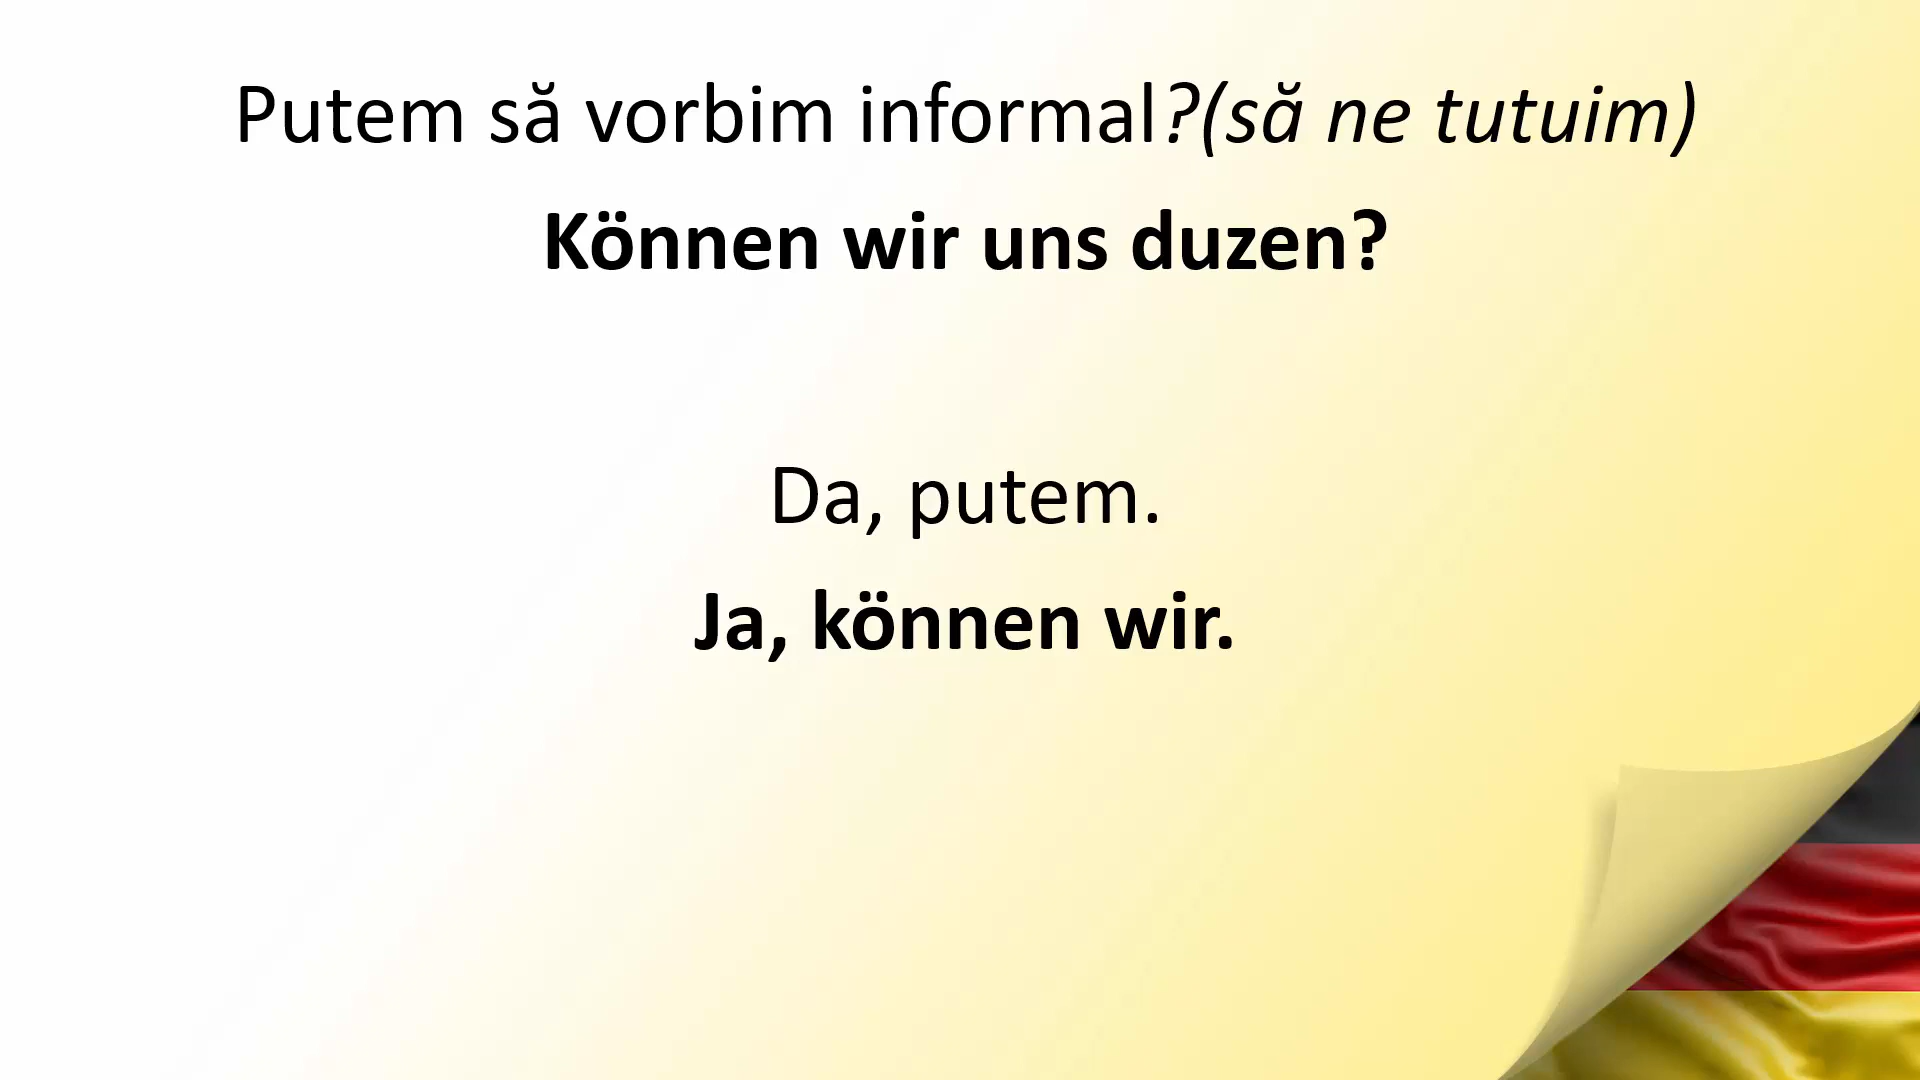 Putem să vorbim informal?(să ne tutuim)
Können wir uns duzen?
Da, putem.
Ja, können wir.